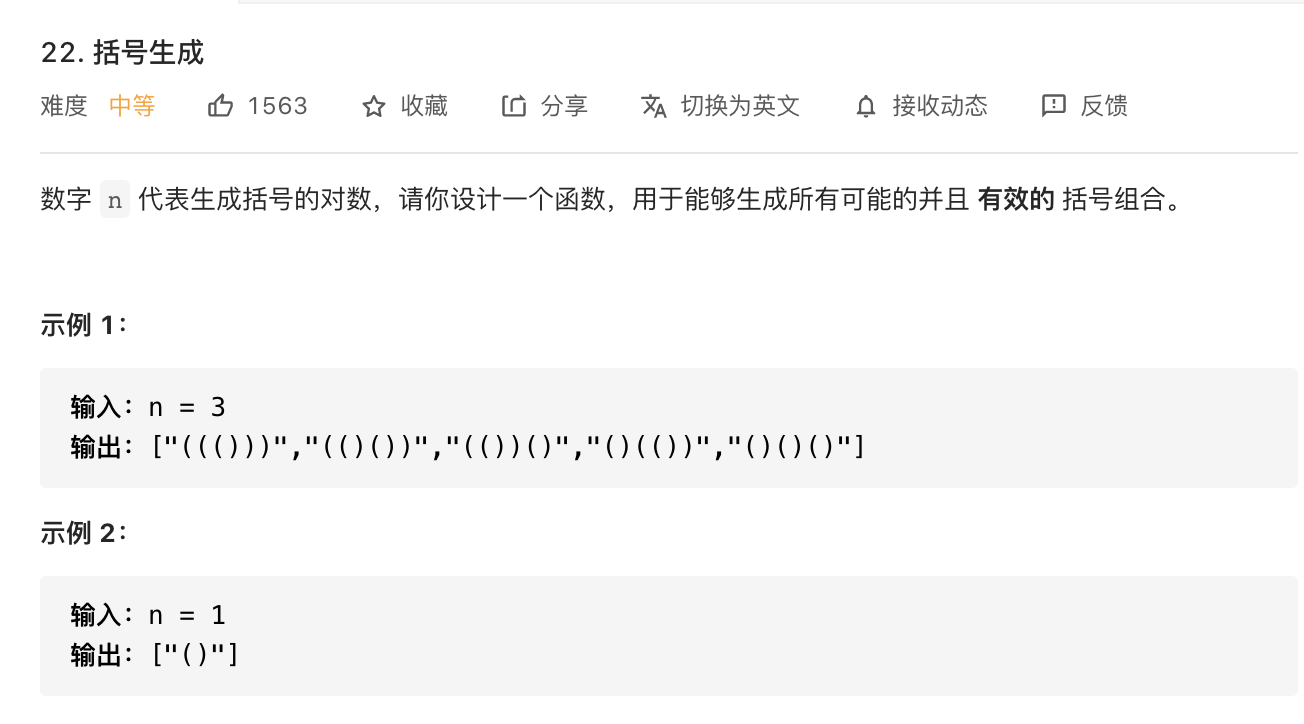 22. 括号生成
难度 中等 1563 收藏 分享 切换为英文 接收动态 反馈
数字 n 代表生成括号的对数，请你设计一个函数，用于能够生成所有可能的并且 有效的 括号组合。
示例 1：
输入：n = 3
输出：["((()))","(()())","(())()","()(())","()()()"]
示例 2：
输入：n = 1
输出：["()"]